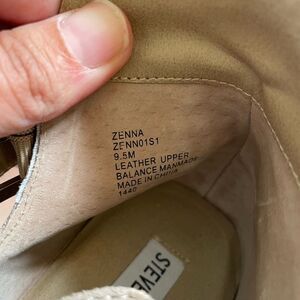 ZENNA
ZENN01S1
9.5M
LEATHER UPPER
BALANCE MANMADE
MADE IN CHINA
1440
STEVE